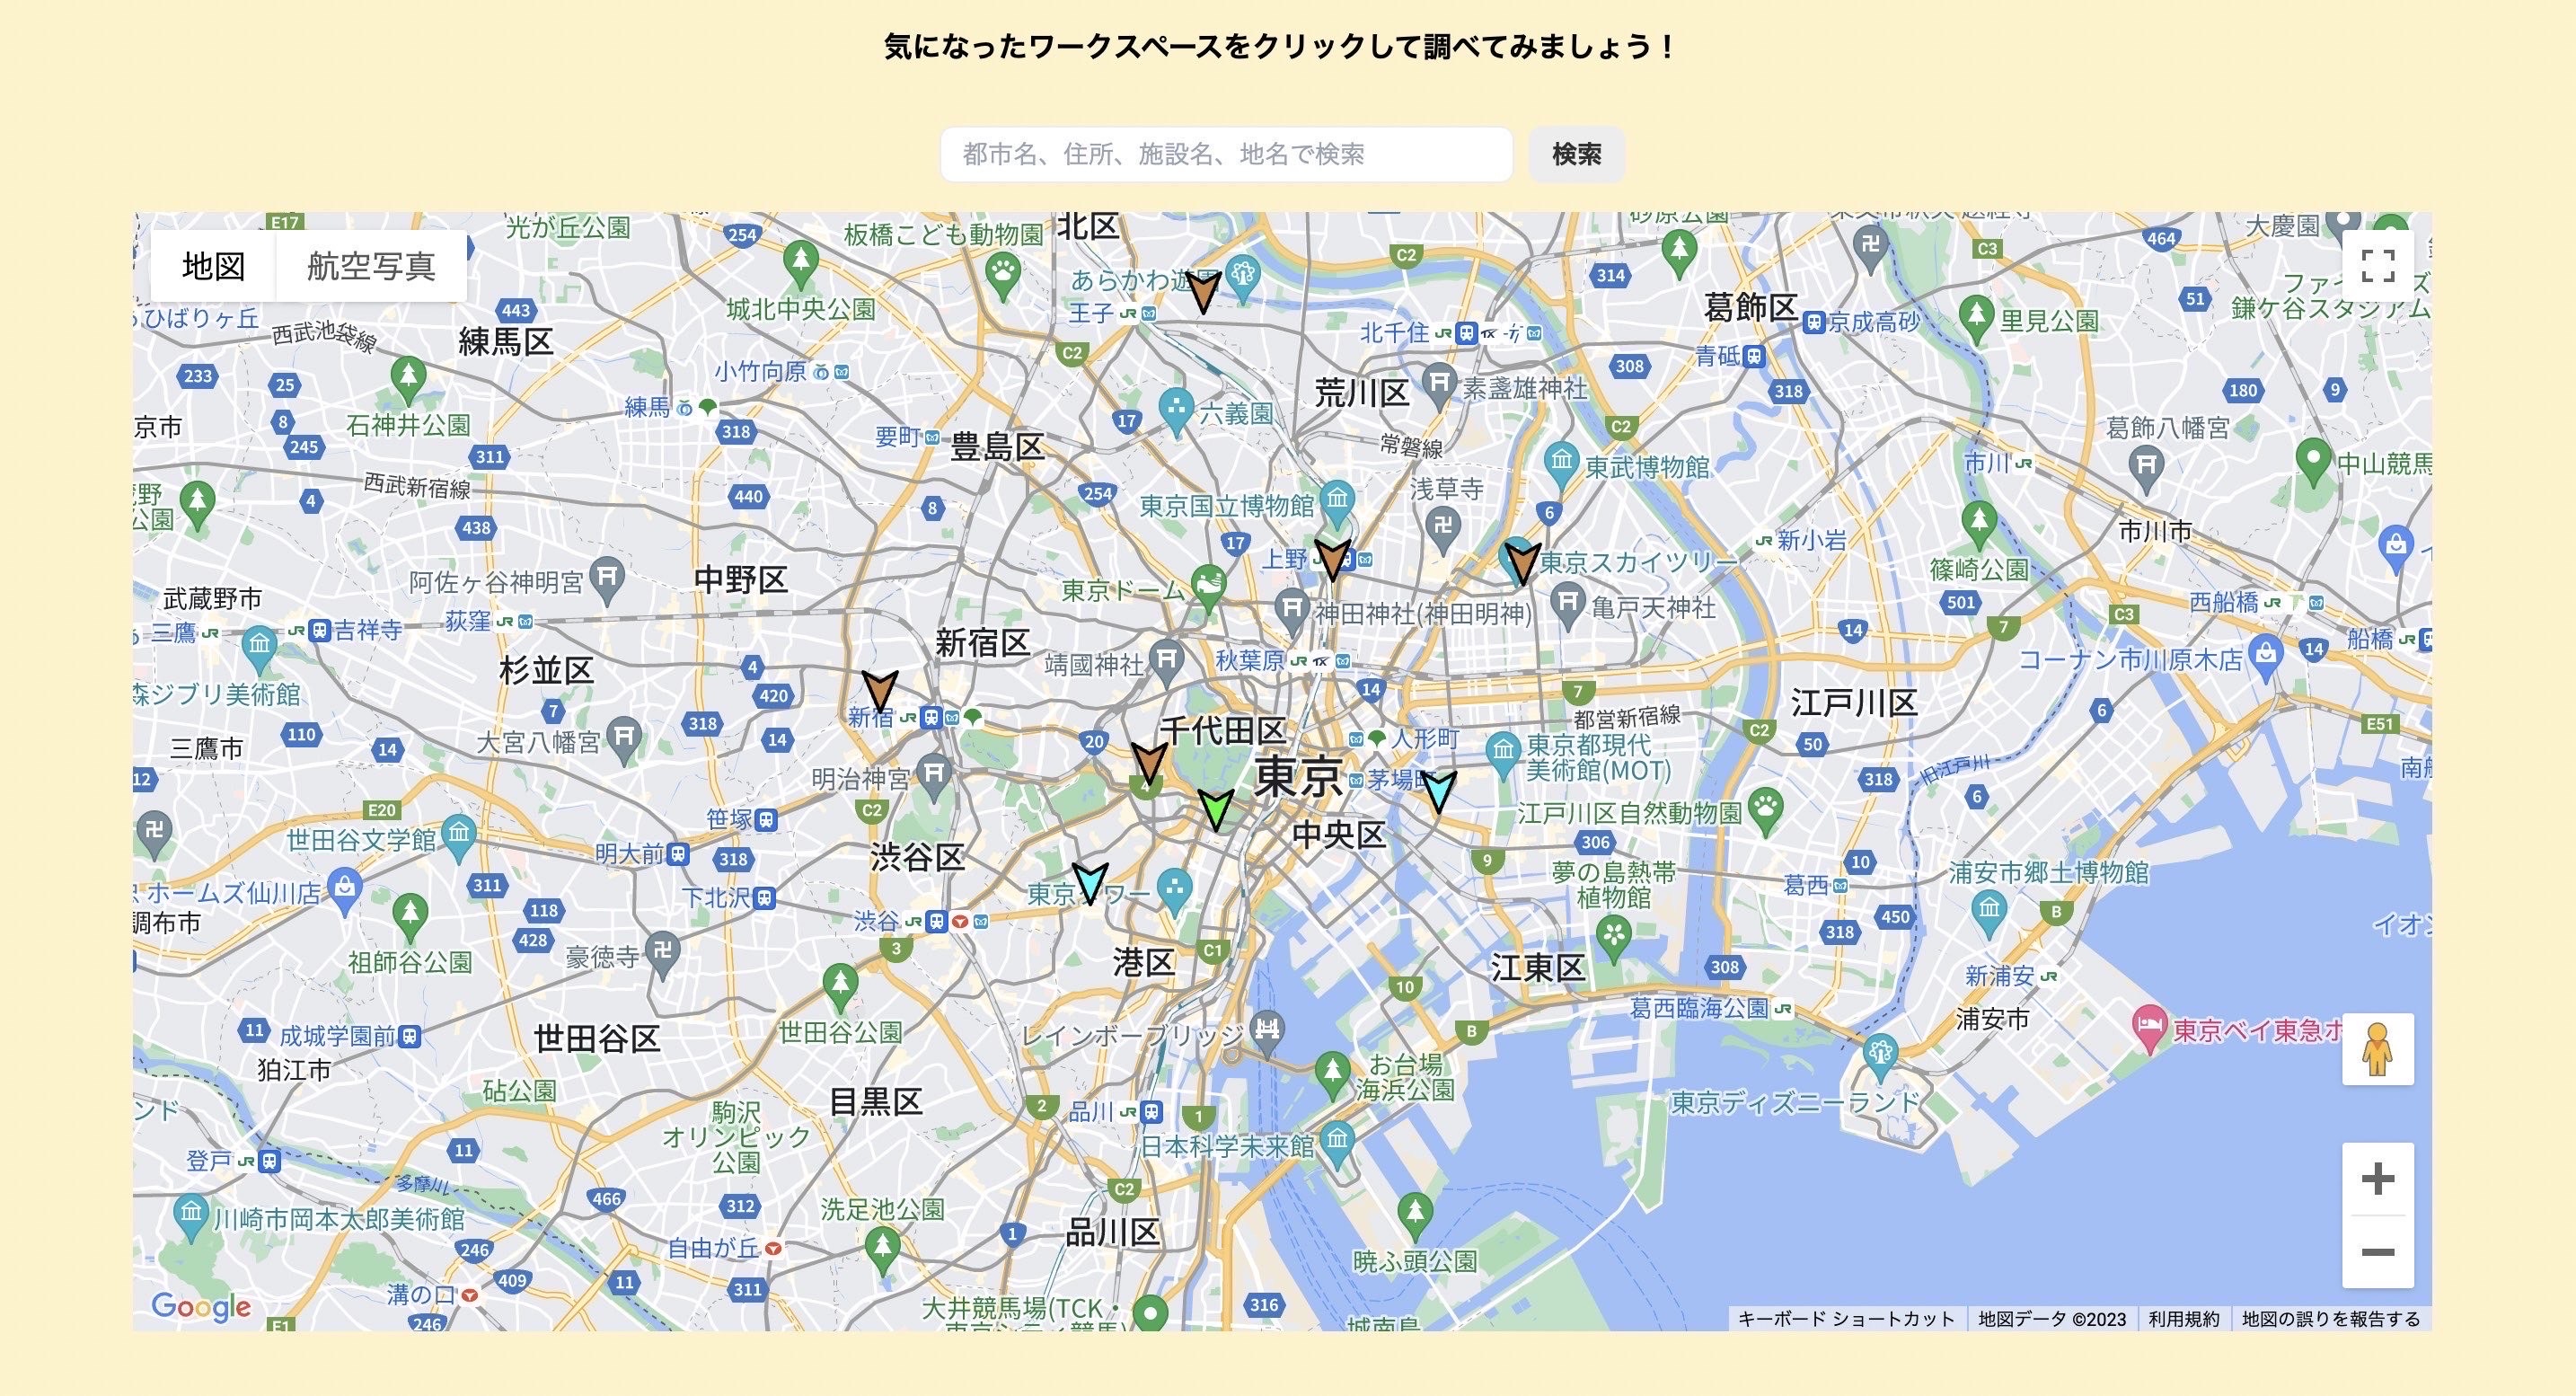 気になったワークスペースをクリックして調べてみましょう！
都市名、住所、施設名、地名で検索
検索
地図
航空写真
E17
光が丘公園
254
板橋こども動物園
北区
C2
314
C3
464
大慶園
443
城北中央公園
王子
51
ひばりヶ丘
西武池袋線
練馬区
北千住
葛飾区
京成高砂
里見公園
鎌ケ谷スタジアム
233
25
小竹向原
C2
308
青砥
318
180
9
8
石神井公園
練馬
318
17
六義園
荒川区
素盞雄神社
京市
245
311
要町
豊島区
常磐線
C2
葛飾八幡宮
西武新宿線
東武博物館
市川
中山競馬
4
440
8
254
東京国立博物館
浅草寺
6
438
17
新小岩
市川市
阿佐ヶ谷神明宮
中野区
東京ドーム
上野
東京スカイツリー
篠崎公園
武蔵野市
神田神社(神田明神)
亀戸天神社
501
C3
西船橋
三鷹
吉祥寺
荻窪
新宿区
14
7
船橋
杉並区
4
靖國神社
秋葉原
コーナン市川原木店
14
森ジブリ美術館
420
14
7
江戸川区
7
318
新宿
千代田区
都営新宿線
6
E51
110
三鷹市
14
大宮八幡宮
14
20
人形町
東京都現代
美術館(MOT)
C2
50
12
明治神宮
4
東京
茅場町
318
旧江戸川
E20
C2
6
世田谷文学館
笹塚
江戸川区自然動物園
明大前
318
渋谷区
中央区
306
10
ホームズ仙川店
311
下北沢
9
夢の島熱帯
植物館
葛西
浦安市郷土博物館
調布市
118
渋谷
450
B
428
豪徳寺
3
港区
C1
318
祖師谷公園
江東区
308
新浦安
10
11
成城学園前
世田谷区
世田谷公園
レインボーブリッジ
B
葛西臨海公園
浦安市
狛江市
お台場
海浜公園
砧公園
目黒区
2
品川
1
東京ディズニーランド
駒沢
オリンピック
公園
日本科学未来館
登戸
11
多摩川
466
312
C2
川崎市岡本太郎美術館
洗足池公園
品川区
246
自由が丘
1
暁ふ頭公園
409
11
311
溝の口
246
大井競馬場(TCK・
316
Google
E1
キーボード ショートカット
地図データ ©2023
利用規約
地図の誤りを報告する